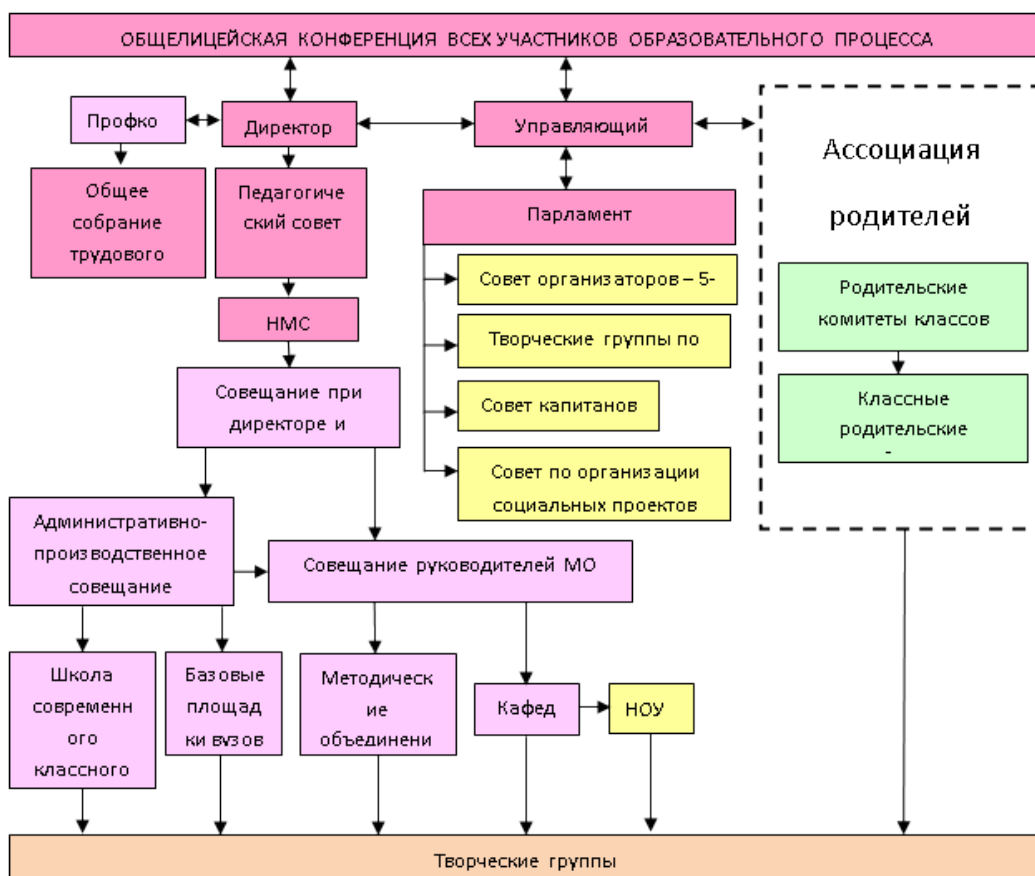 ОБЩЕЛИЦЕЙСКАЯ КОНФЕРЕНЦИЯ ВСЕХ УЧАСТНИКОВ ОБРАЗОВАТЕЛЬНОГО ПРОЦЕССА
Профко
Директор
Управляющий
Ассоциация
родителей
Общее
собрание
трудового
Педагогиче
ский совет
Парламент
НМС
Совет организаторов – 5-
Творческие группы по
Совет капитанов
Совет по организации
социальных проектов
Родительские
комитеты классов
Классные
родительские
Совещание при
директоре и
Административно-
производственное
совещание
Совещание руководителей МО
Школа
современн
ого
классного
Базовые
площад
ки вузов
Методическ
ие
объединени
Кафед
НОУ
Творческие группы